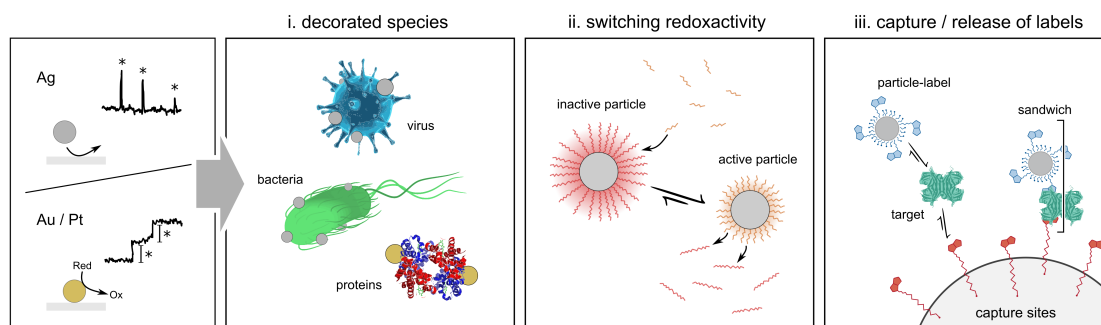 i. decorated species
ii. switching redoxactivity
iii. capture / release of labels
Ag
* * *
Au / Pt
*
*
Red
Ox
virus
bacteria
proteins
inactive particle
active particle
particle-label
sandwich
target
capture sites